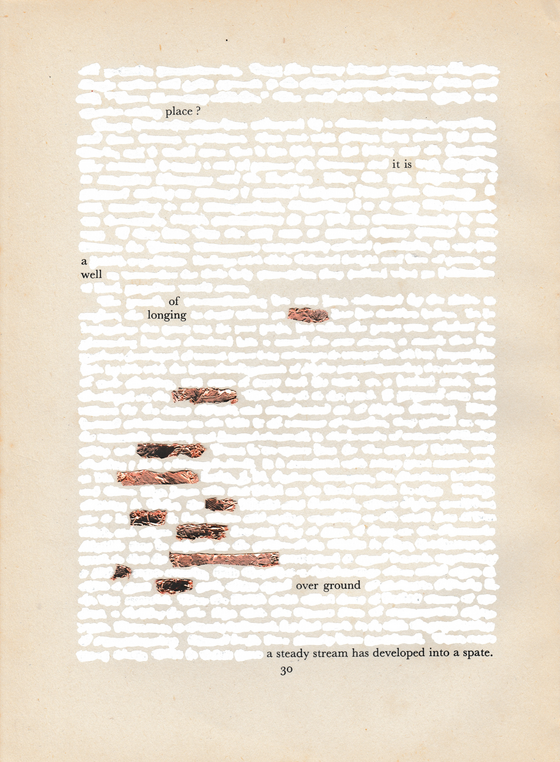 place ?
it is
a
well
of
longing
over ground
a steady stream has developed into a spate.
30